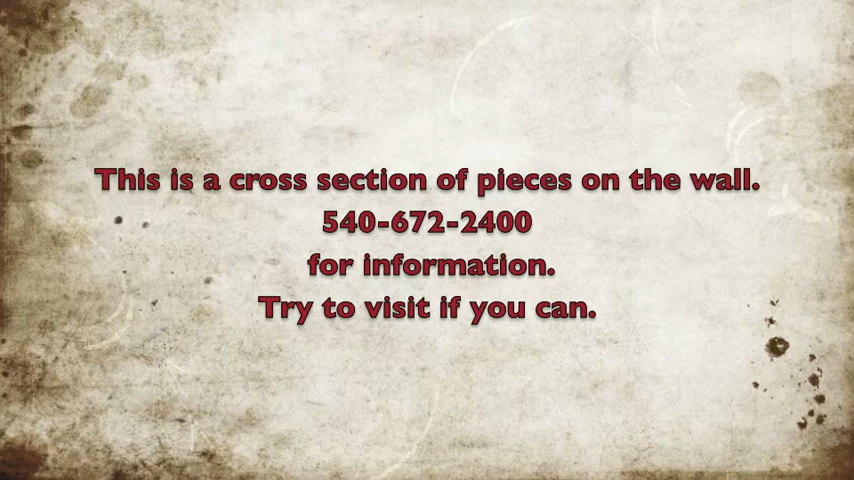 This is a cross section of pieces on the wall.
540-672-2400
for information.
Try to visit if you can.